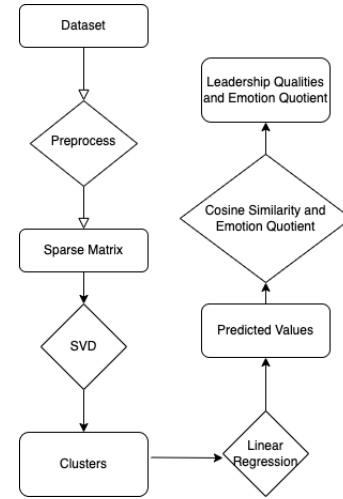 Dataset
Preprocess
Sparse Matrix
SVD
Clusters
Linear
Regression
Predicted Values
Cosine Similarity and
Emotion Quotient
Leadership Qualities
and Emotion Quotient